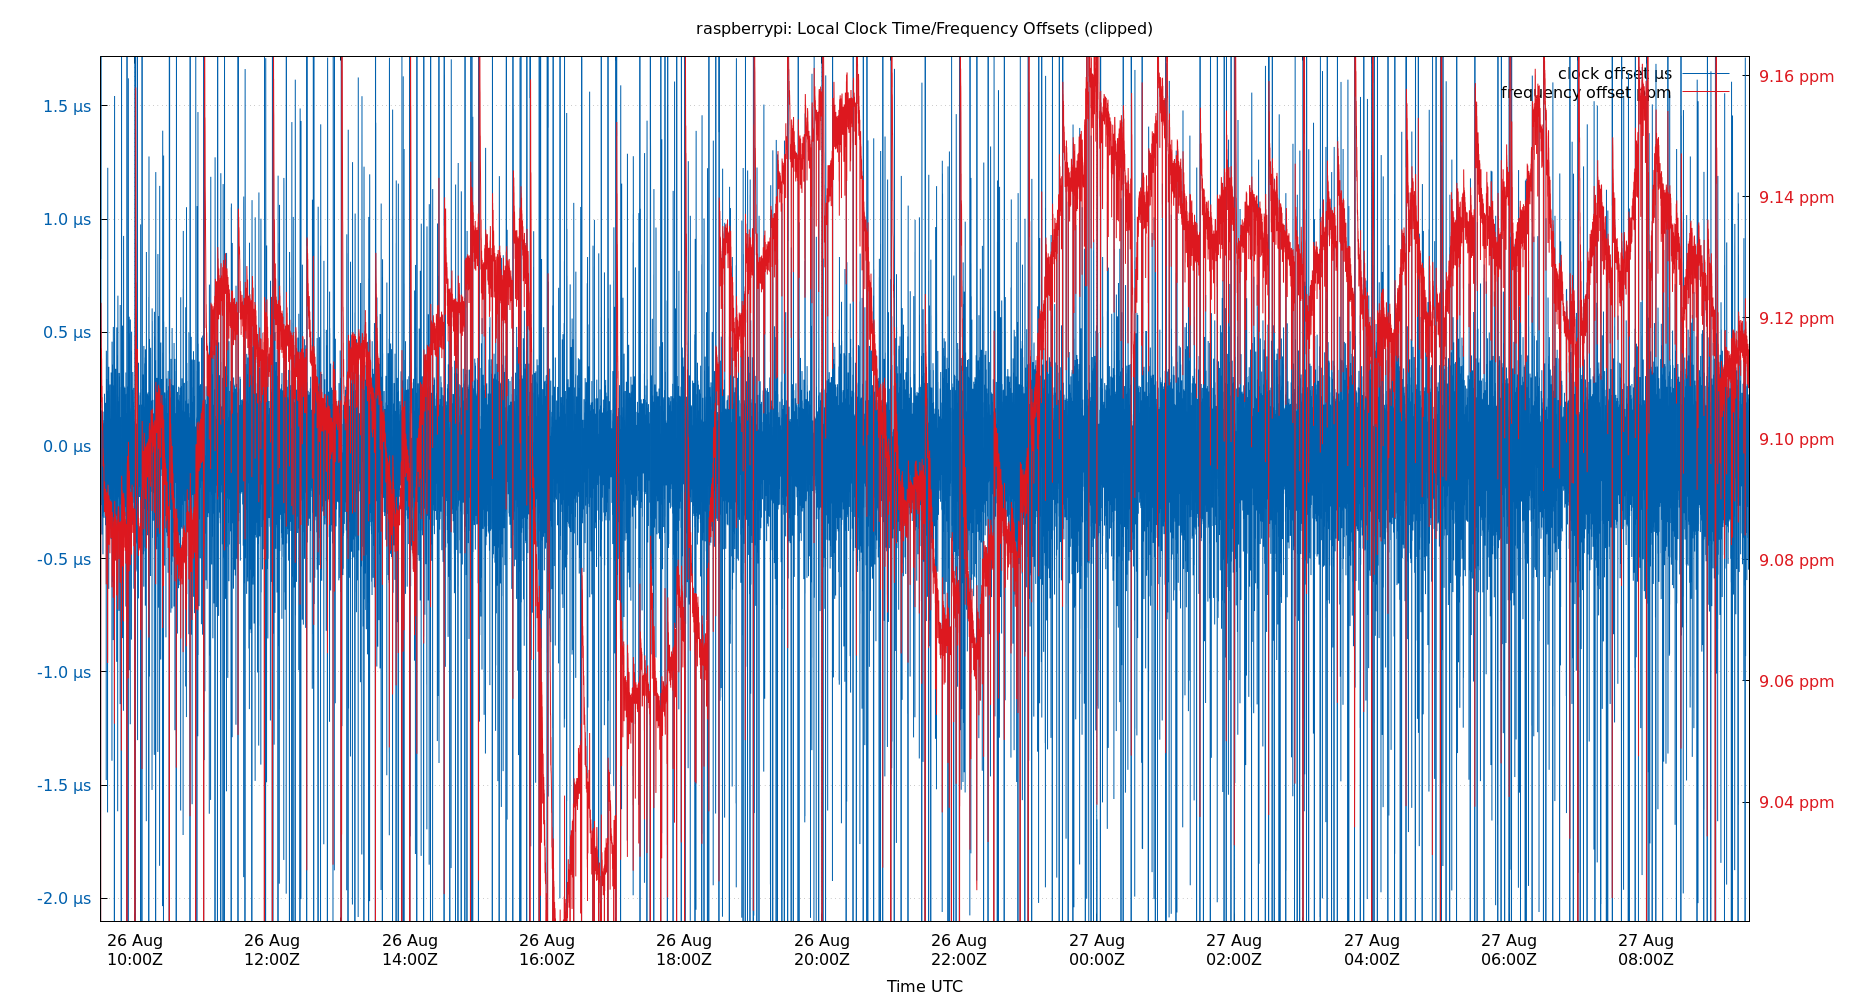 raspberrypi: Local Clock Time/Frequency Offsets (clipped)
clock offset µs
frequency offset ppm
1.5 µs
1.0 µs
0.5 µs
0.0 µs
-0.5 µs
-1.0 µs
-1.5 µs
-2.0 µs
9.16 ppm
9.14 ppm
9.12 ppm
9.10 ppm
9.08 ppm
9.06 ppm
9.04 ppm
26 Aug 26 Aug 26 Aug 26 Aug 26 Aug 26 Aug 26 Aug 27 Aug 27 Aug 27 Aug 27 Aug 27 Aug
10:00Z 12:00Z 14:00Z 16:00Z 18:00Z 20:00Z 22:00Z 00:00Z 02:00Z 04:00Z 06:00Z 08:00Z
Time UTC